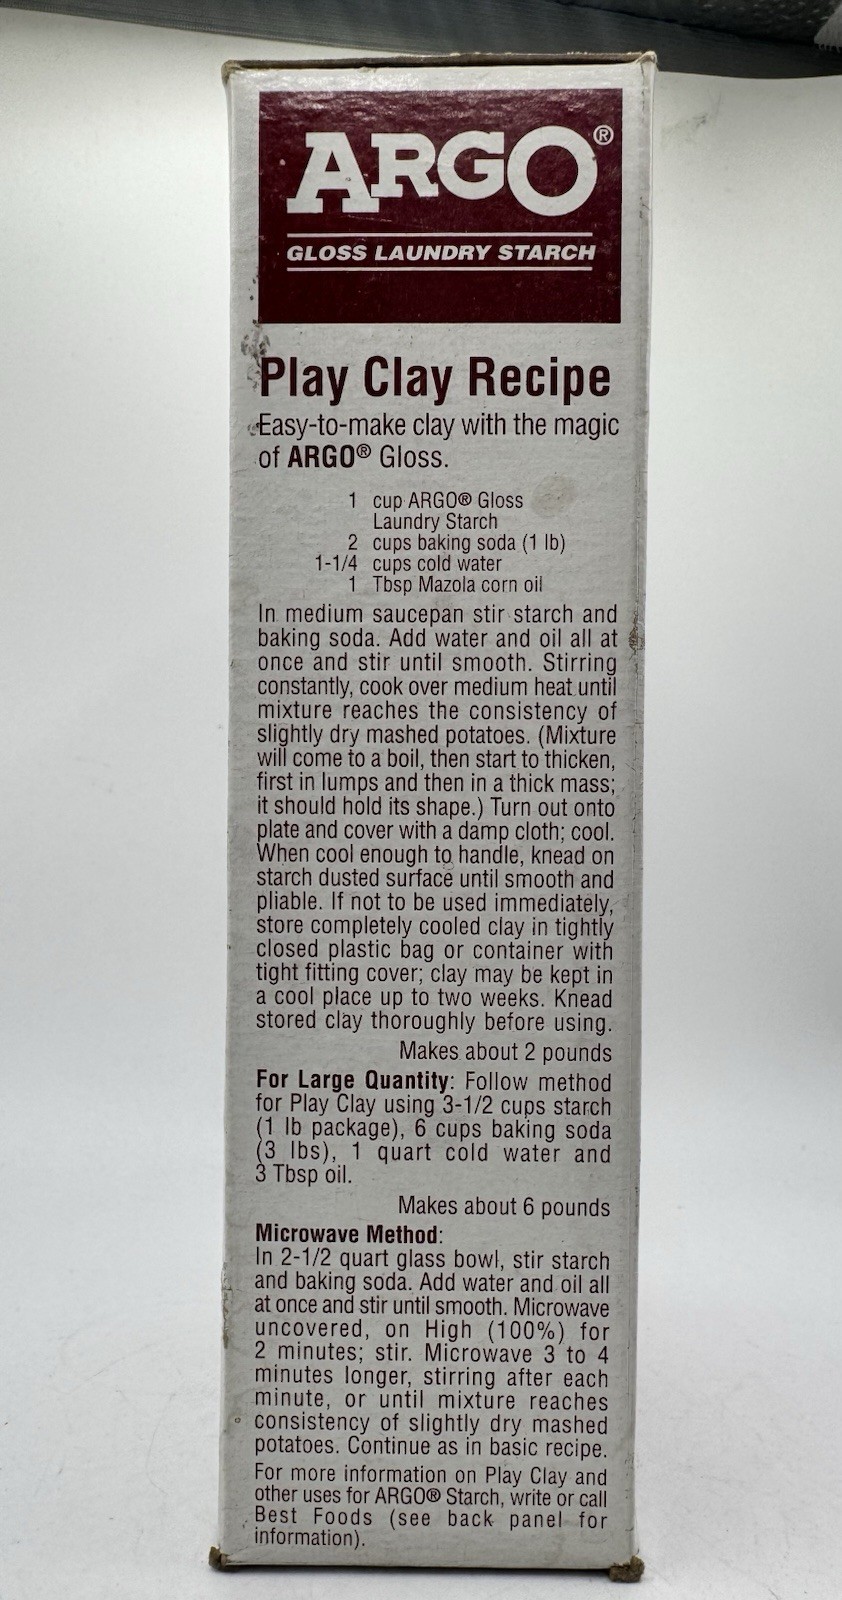 ARGO®
GLOSS LAUNDRY STARCH
Play Clay Recipe
Easy-to-make clay with the magic
of ARGO® Gloss.
1 cup ARGO® Gloss
Laundry Starch
2 cups baking soda (1 lb)
1-1/4 cups cold water
1 Tbsp Mazola corn oil
In medium saucepan stir starch and
baking soda. Add water and oil all at
once and stir until smooth. Stirring
constantly, cook over medium heat until
mixture reaches the consistency of
slightly dry mashed potatoes. (Mixture
will come to a boil, then start to thicken,
first in lumps and then in a thick mass;
it should hold its shape.) Turn out onto
plate and cover with a damp cloth; cool.
When cool enough to handle, knead on
starch dusted surface until smooth and
pliable. If not to be used immediately,
store completely cooled clay in tightly
closed plastic bag or container with
tight fitting cover; clay may be kept in
a cool place up to two weeks. Knead
stored clay thoroughly before using.
Makes about 2 pounds
For Large Quantity: Follow method
for Play Clay using 3-1/2 cups starch
(1 lb package), 6 cups baking soda
(3 lbs), 1 quart cold water and
3 Tbsp oil.
Makes about 6 pounds
Microwave Method:
In 2-1/2 quart glass bowl, stir starch
and baking soda. Add water and oil all
at once and stir until smooth. Microwave
uncovered, on High (100%) for
2 minutes; stir. Microwave 3 to 4
minutes longer, stirring after each
minute, or until mixture reaches
consistency of slightly dry mashed
potatoes. Continue as in basic recipe.
For more information on Play Clay and
other uses for ARGO® Starch, write or call
Best Foods (see back panel for
information).